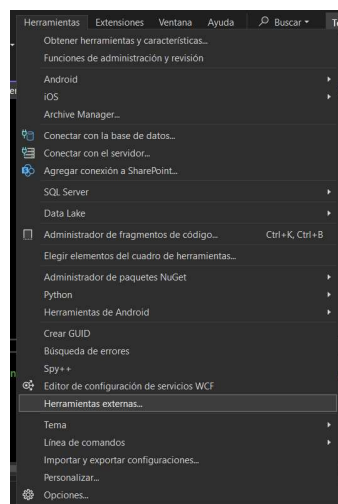 Herramientas Extensiones Ventana Ayuda Buscar
Obtener herramientas y características...
Funciones de administración y revisión
Android
iOS
Archive Manager...
Conectar con la base de datos...
Conectar con el servidor...
Agregar conexión a SharePoint...
SQL Server
Data Lake
Administrador de fragmentos de código... Ctrl+K, Ctrl+B
Elegir elementos del cuadro de herramientas...
Administrador de paquetes NuGet
Python
Herramientas de Android
Crear GUID
Búsqueda de errores
Spy++
Editor de configuración de servicios WCF
Herramientas externas...
Tema
Línea de comandos
Importar y exportar configuraciones...
Personalizar...
Opciones...